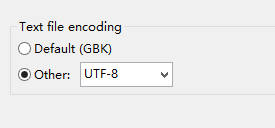 Text file encoding
Default (GBK)
Other: UTF-8